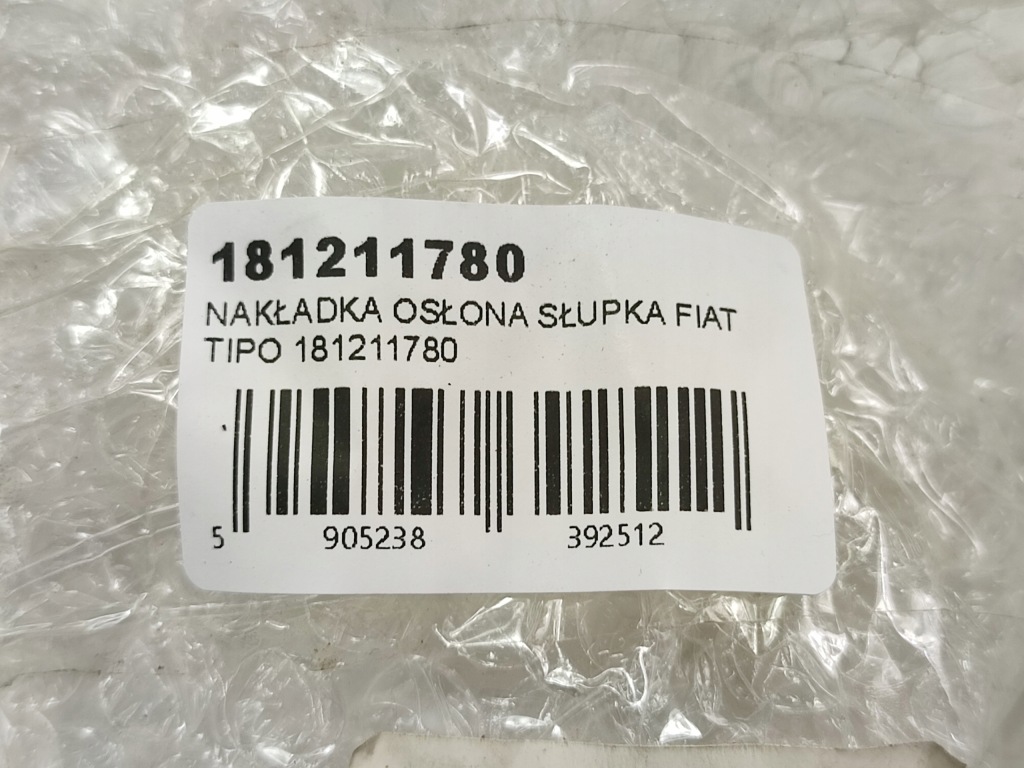 181211780
NAKŁADKA OSŁONA SŁUPKA FIAT
TIPO 181211780
5 905238 392512